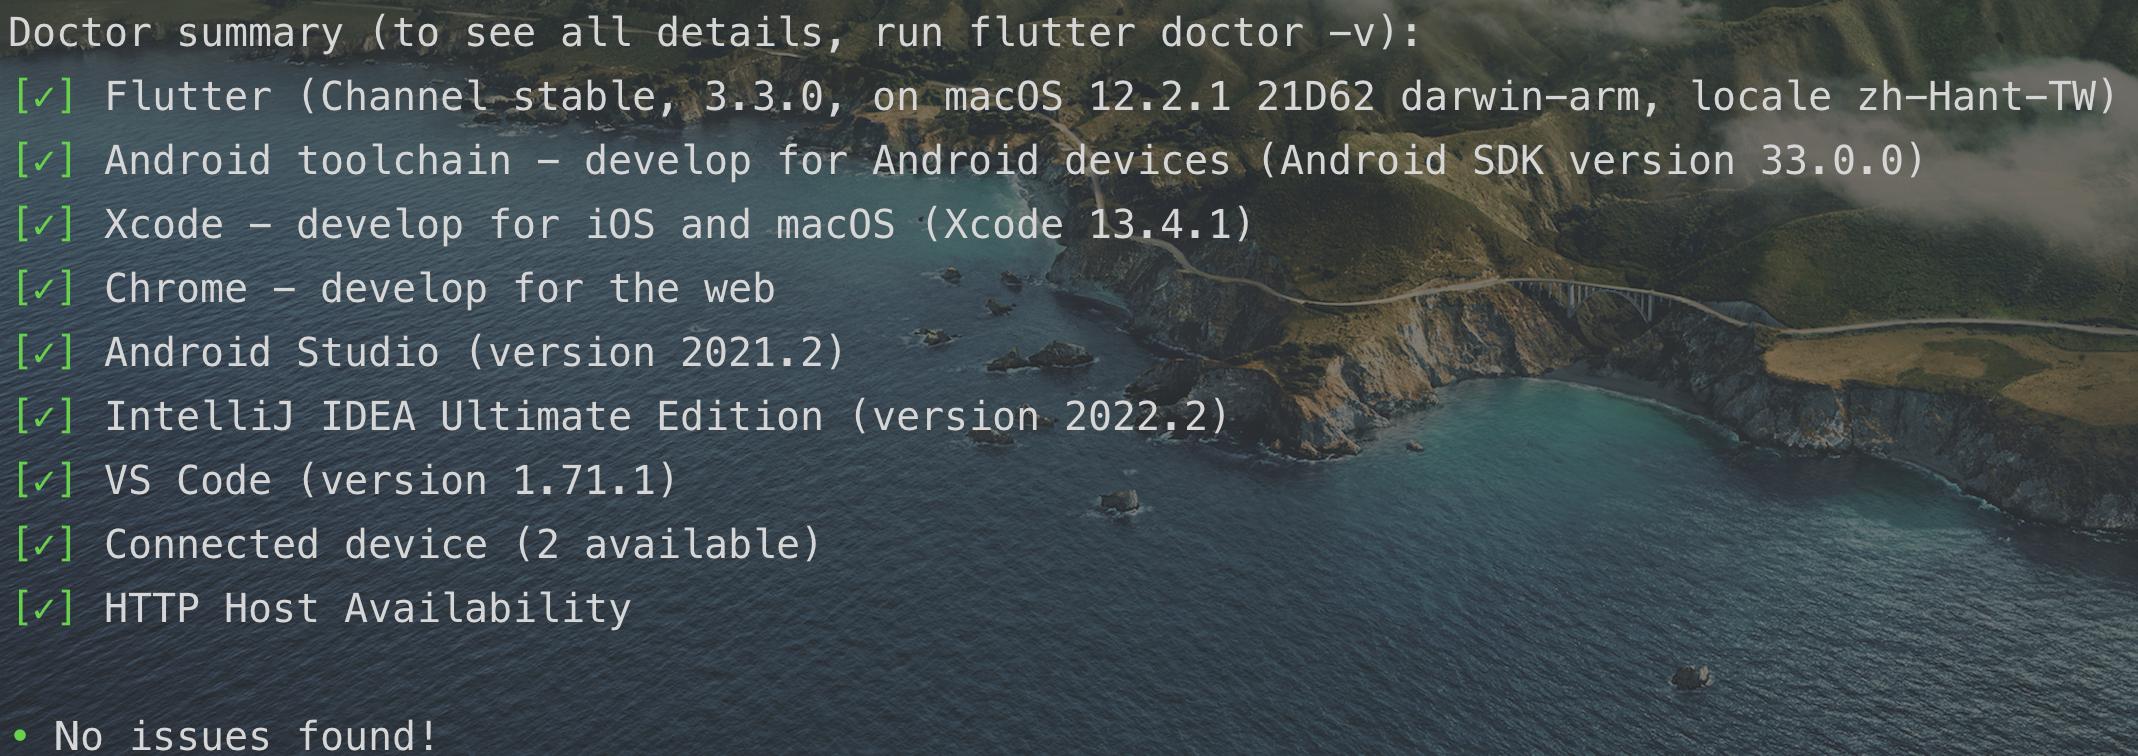 Doctor summary (to see all details, run flutter doctor -v):
[✓] Flutter (Channel stable, 3.3.0, on macOS 12.2.1 21D62 darwin-arm, locale zh-Hant-TW)
[✓] Android toolchain - develop for Android devices (Android SDK version 33.0.0)
[✓] Xcode - develop for iOS and macOS (Xcode 13.4.1)
[✓] Chrome - develop for the web
[✓] Android Studio (version 2021.2)
[✓] IntelliJ IDEA Ultimate Edition (version 2022.2)
[✓] VS Code (version 1.71.1)
[✓] Connected device (2 available)
[✓] HTTP Host Availability
• No issues found!